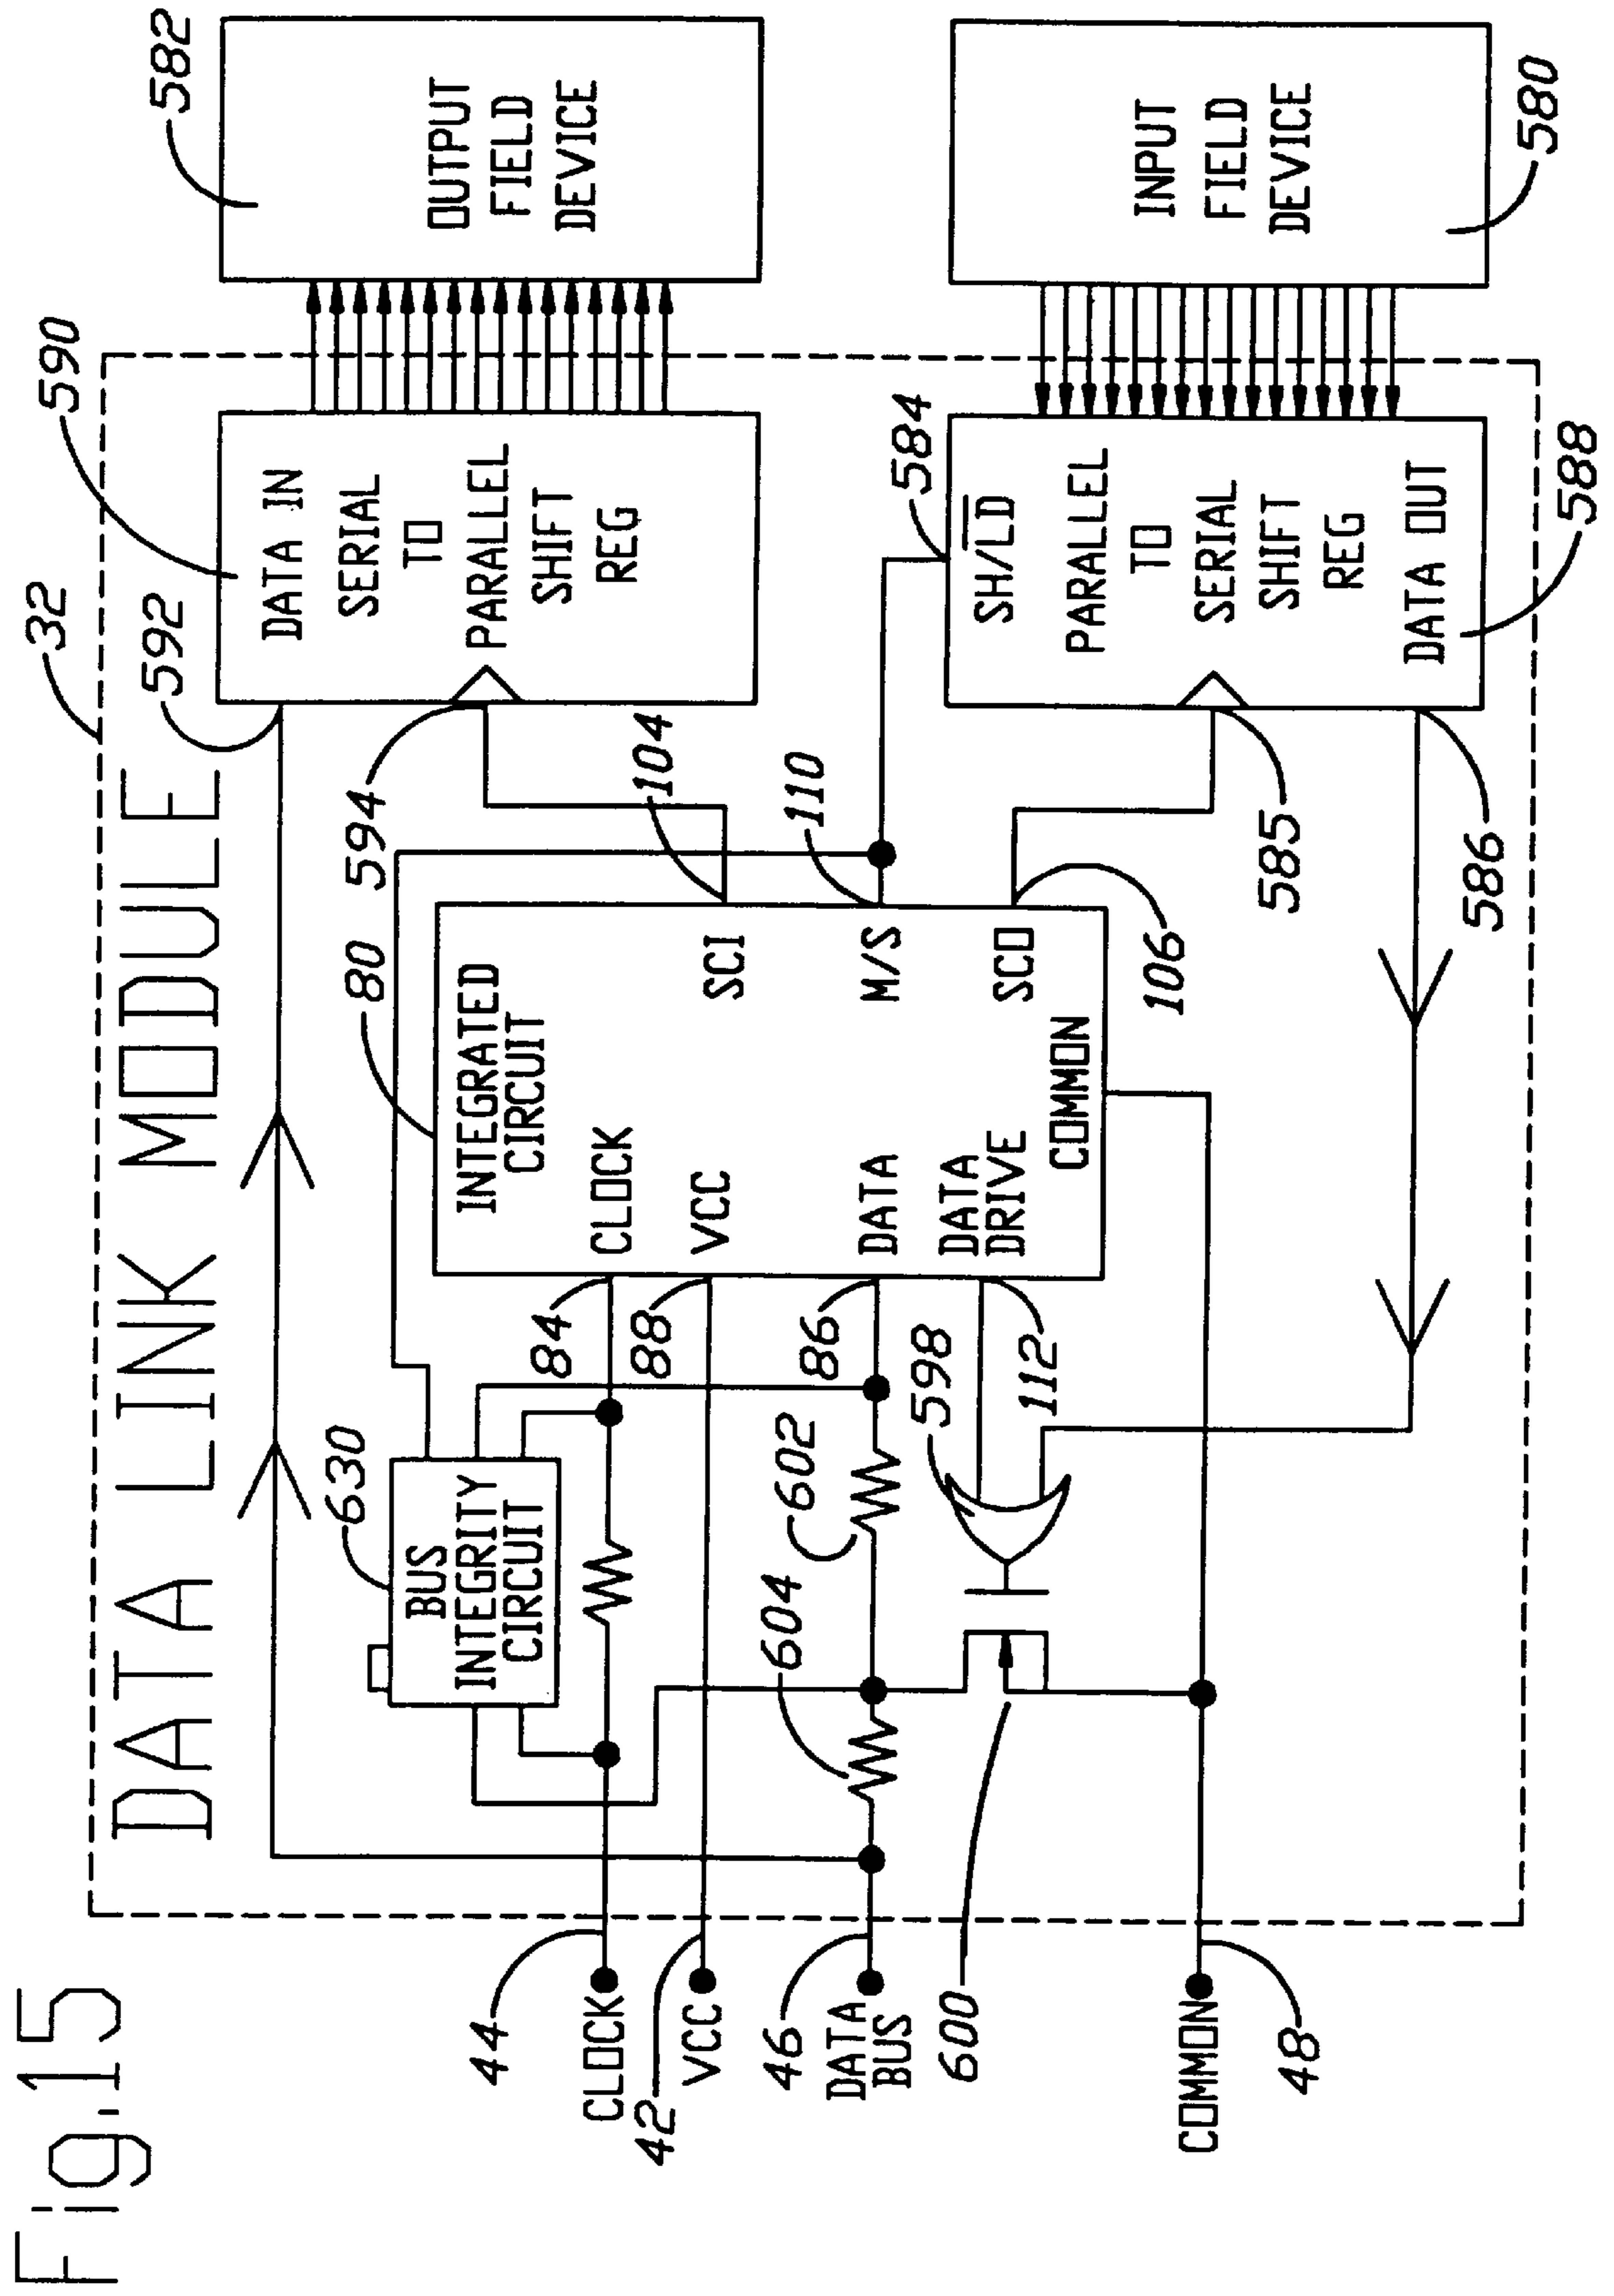 Fig.15
DATA LINK MODULE
32
592
590
582
DATA IN
SERIAL
TO
PARALLEL
SHIFT
REG
OUTPUT
FIELD
DEVICE
594
104
110
584
630
BUS
INTEGRITY
CIRCUIT
80
INTEGRATED
CIRCUIT
CLOCK
VCC
DATA
DATA
DRIVE
COMMON
SCI
M/S
SCO
84
88
86
598
112
602
604
44
CLOCK
42
VCC
46
DATA
BUS
600
COMMON
48
106
585
586
SH/L̅D̅
PARALLEL
TO
SERIAL
SHIFT
REG
DATA OUT
588
INPUT
FIELD
DEVICE
580